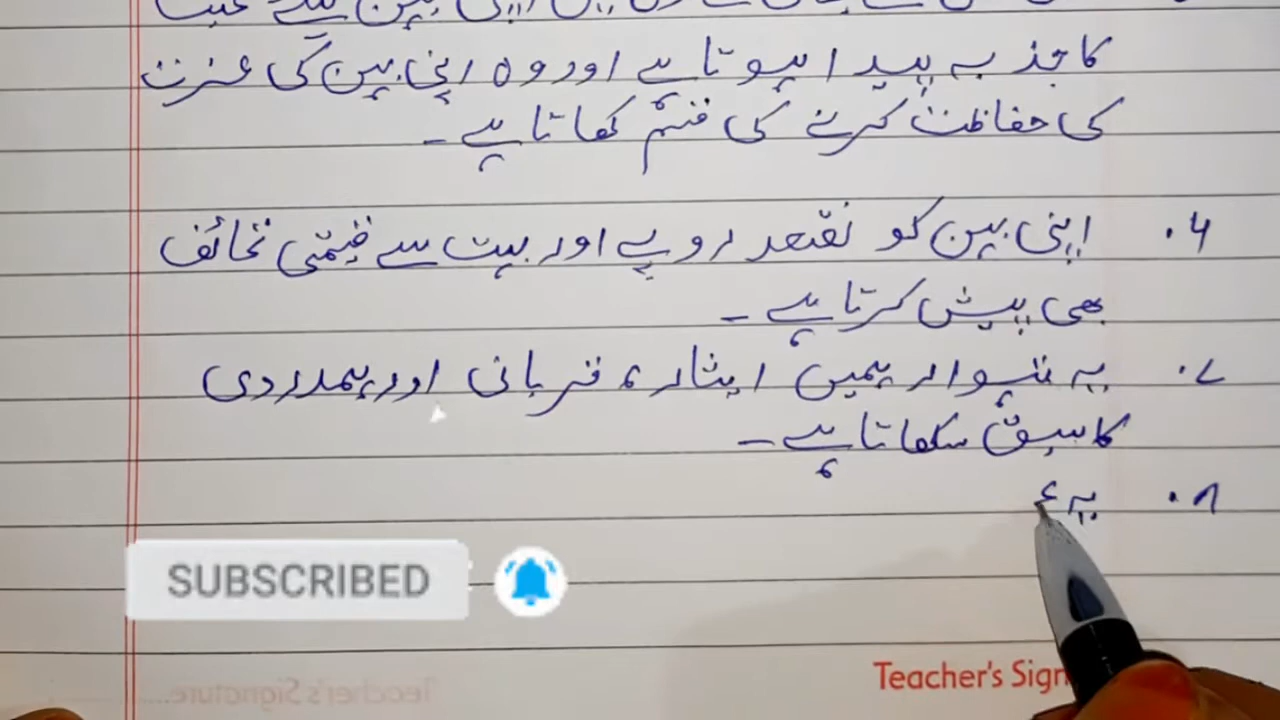 کا جذبہ پیدا ہوتا ہے اور وہ اپنی بہن کی عزت
کی حفاظت کرنے کی قسم کھاتا ہے۔
۶. اپنی بہن کو نقد روپے اور بہت سے قیمتی تحائف
بھی پیش کرتا ہے۔
۷. یہ تہوار ہمیں ایثار، قربانی اور ہمدردی
کا سبق سکھاتا ہے۔
۸. یہ ع
SUBSCRIBED
Teacher's Sign